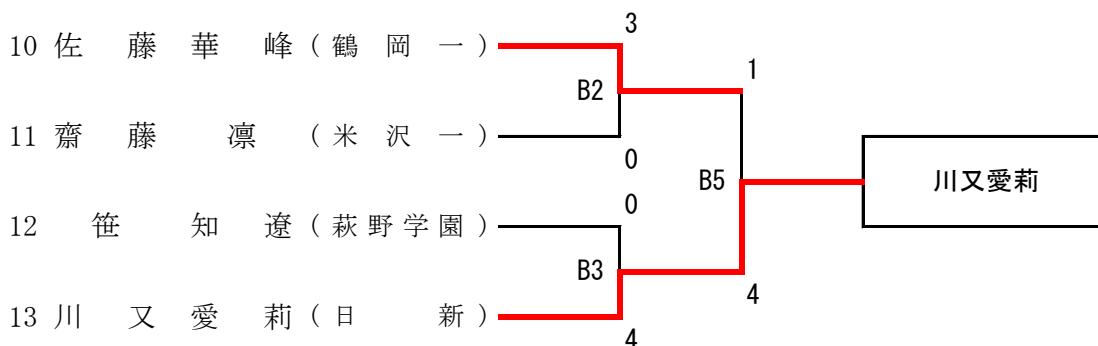 3
10 佐藤華峰(鶴岡一)
1
B2
11 齋藤凛(米沢一)
0
B5
川又愛莉
0
12 笹知遼(萩野学園)
B3
4
13 川又愛莉(日新)
4